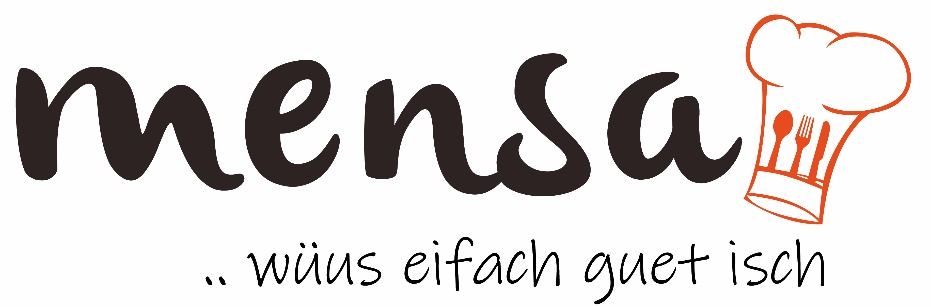 mensa
.. wüus eifach guet isch